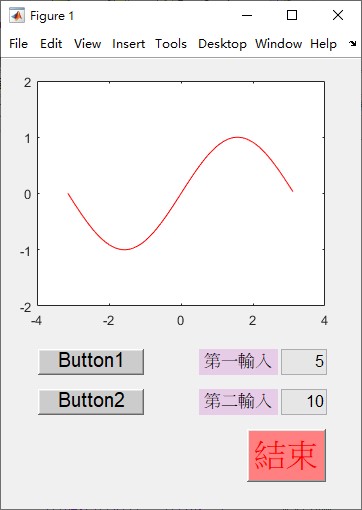 Figure 1
File Edit View Insert Tools Desktop Window Help
2
1
0
-1
-2
-4 -2 0 2 4
Button1 第一輸入 5
Button2 第二輸入 10
結束